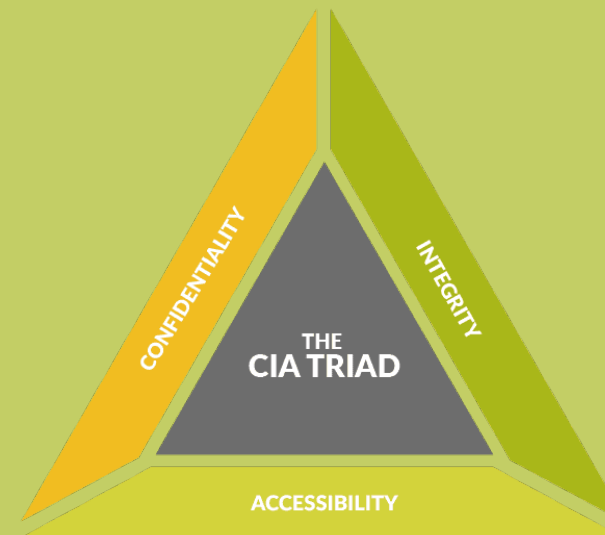 CONFIDENTIALITY
INTEGRITY
THE
CIA TRIAD
ACCESSIBILITY